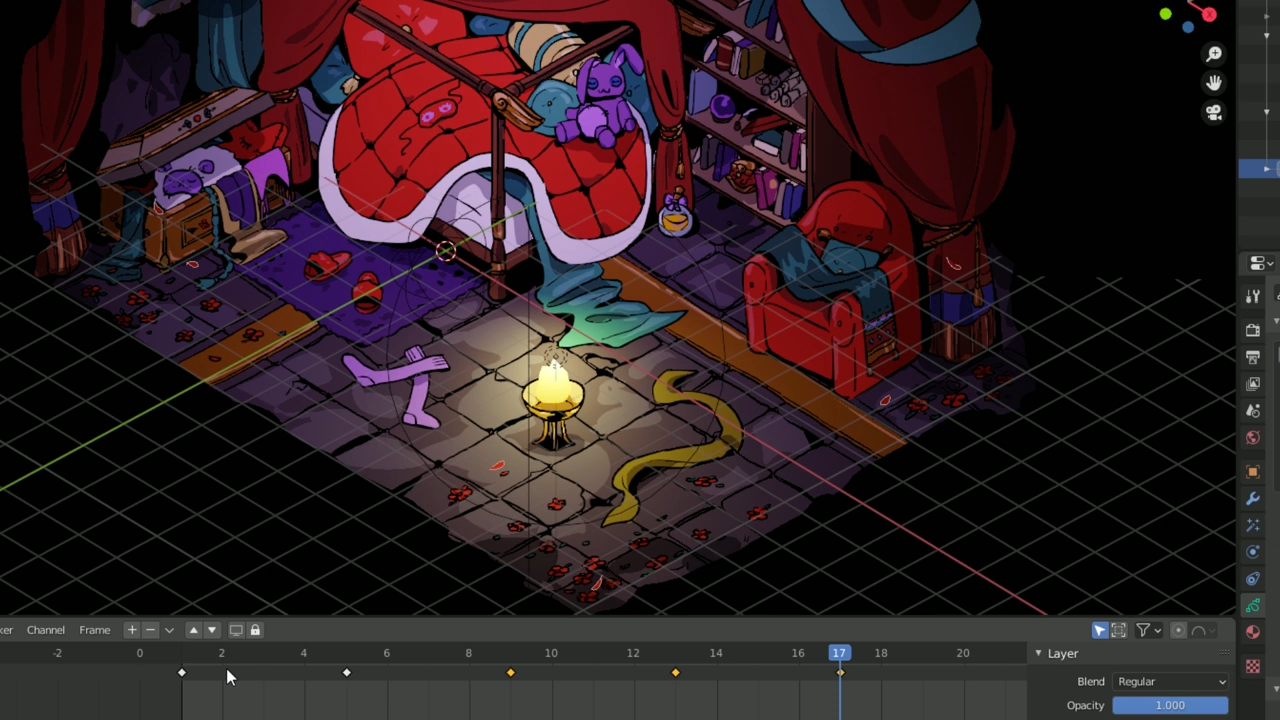 Channel Frame
-2 0 2 4 6 8 10 12 14 16 17 18 20
Layer
Blend Regular
Opacity 1.000